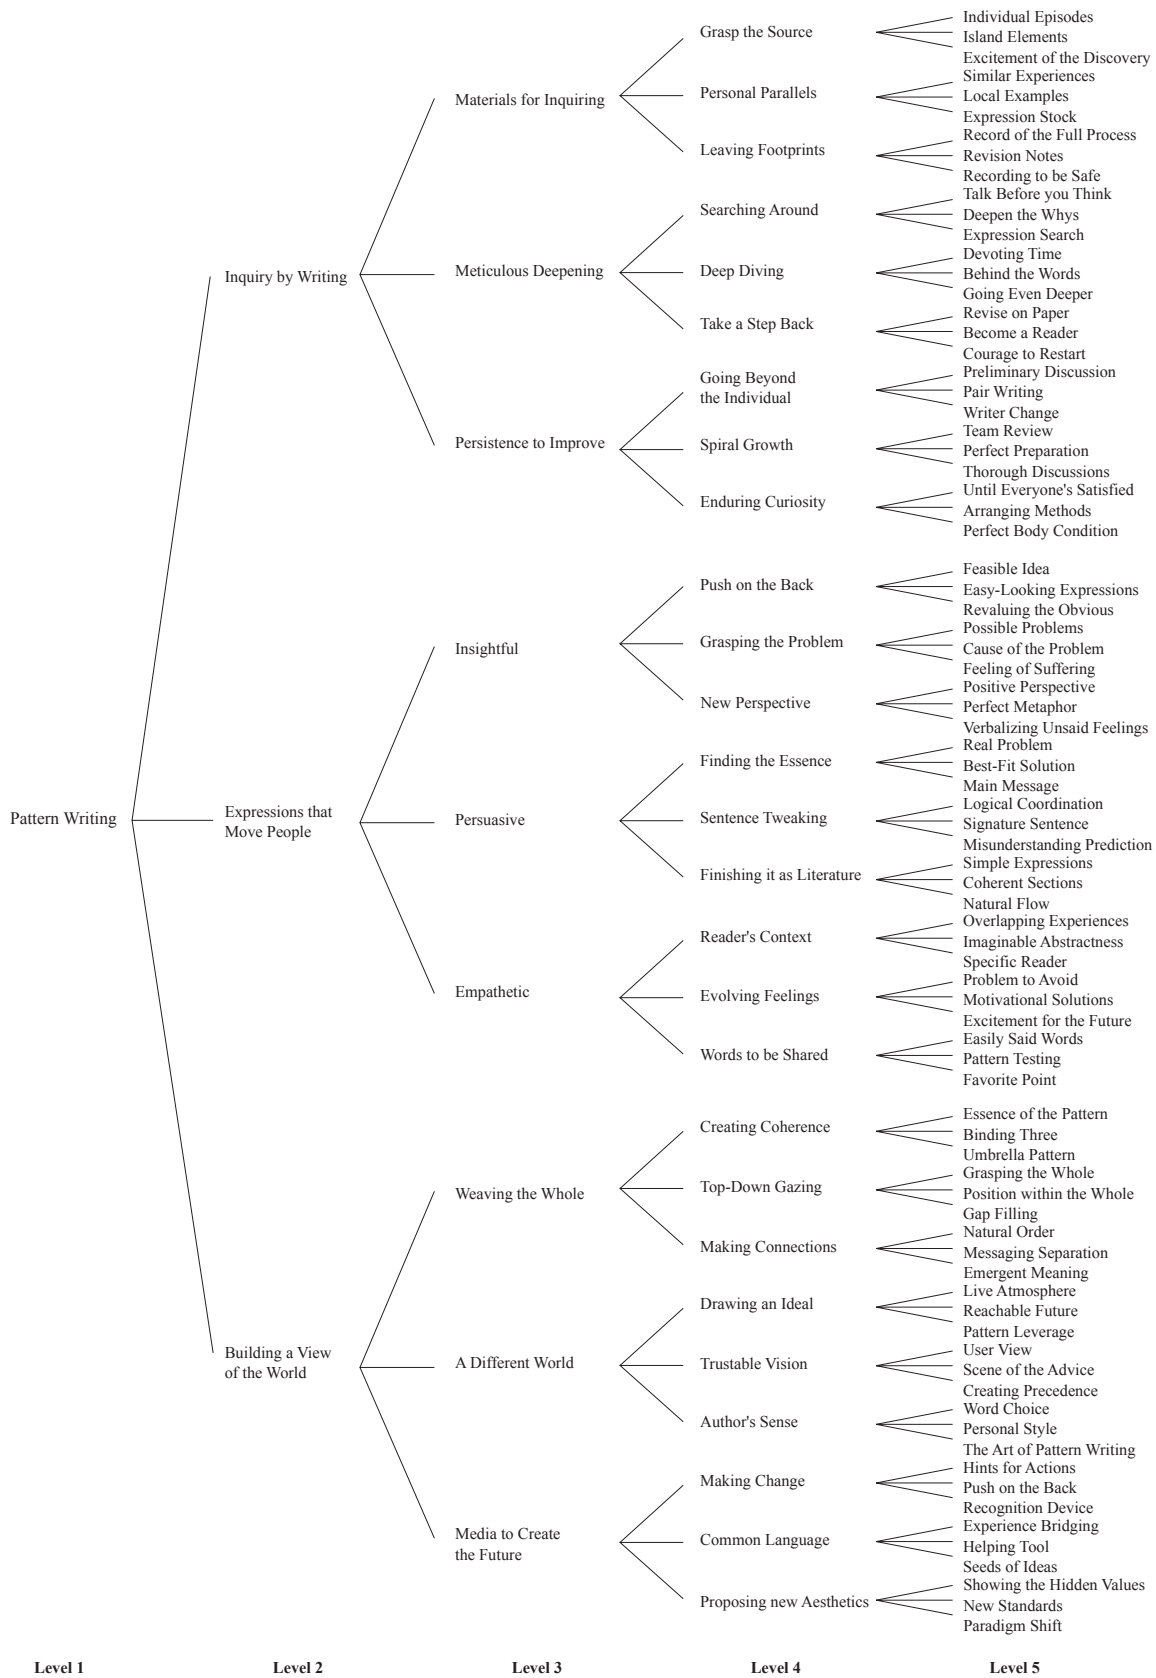 Pattern Writing
Inquiry by Writing
Materials for Inquiring
Grasp the Source
Individual Episodes
Island Elements
Excitement of the Discovery
Personal Parallels
Similar Experiences
Local Examples
Expression Stock
Leaving Footprints
Record of the Full Process
Revision Notes
Recording to be Safe
Meticulous Deepening
Searching Around
Talk Before you Think
Deepen the Whys
Expression Search
Deep Diving
Devoting Time
Behind the Words
Going Even Deeper
Take a Step Back
Revise on Paper
Become a Reader
Courage to Restart
Persistence to Improve
Going Beyond
the Individual
Preliminary Discussion
Pair Writing
Writer Change
Spiral Growth
Team Review
Perfect Preparation
Thorough Discussions
Enduring Curiosity
Until Everyone's Satisfied
Arranging Methods
Perfect Body Condition
Expressions that
Move People
Insightful
Push on the Back
Feasible Idea
Easy-Looking Expressions
Revaluing the Obvious
Grasping the Problem
Possible Problems
Cause of the Problem
Feeling of Suffering
New Perspective
Positive Perspective
Perfect Metaphor
Verbalizing Unsaid Feelings
Persuasive
Finding the Essence
Real Problem
Best-Fit Solution
Main Message
Sentence Tweaking
Logical Coordination
Signature Sentence
Misunderstanding Prediction
Finishing it as Literature
Simple Expressions
Coherent Sections
Natural Flow
Empathetic
Reader's Context
Overlapping Experiences
Imaginable Abstractness
Specific Reader
Evolving Feelings
Problem to Avoid
Motivational Solutions
Excitement for the Future
Words to be Shared
Easily Said Words
Pattern Testing
Favorite Point
Building a View
of the World
Weaving the Whole
Creating Coherence
Essence of the Pattern
Binding Three
Umbrella Pattern
Top-Down Gazing
Grasping the Whole
Position within the Whole
Gap Filling
Making Connections
Natural Order
Messaging Separation
Emergent Meaning
A Different World
Drawing an Ideal
Live Atmosphere
Reachable Future
Pattern Leverage
Trustable Vision
User View
Scene of the Advice
Creating Precedence
Author's Sense
Word Choice
Personal Style
The Art of Pattern Writing
Media to Create
the Future
Making Change
Hints for Actions
Push on the Back
Recognition Device
Common Language
Experience Bridging
Helping Tool
Seeds of Ideas
Proposing new Aesthetics
Showing the Hidden Values
New Standards
Paradigm Shift
Level 1
Level 2
Level 3
Level 4
Level 5